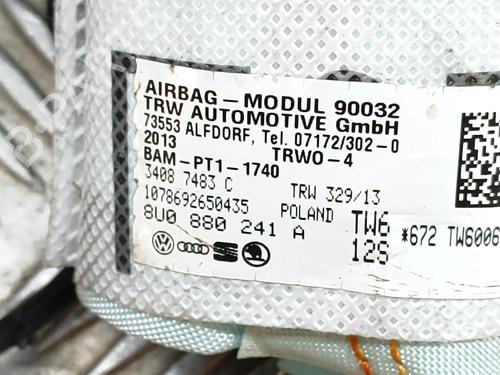 AIRBAG-MODUL 90032
TRW AUTOMOTIVE GmbH
73553 ALFDORF, Tel. 07172/302-0
2013 TRWO-4
BAM-PT1-1740
3408 7483 C TRW 329/13
1078692650435 POLAND TW6
8U0 880 241 A 12S
*672 TW6006